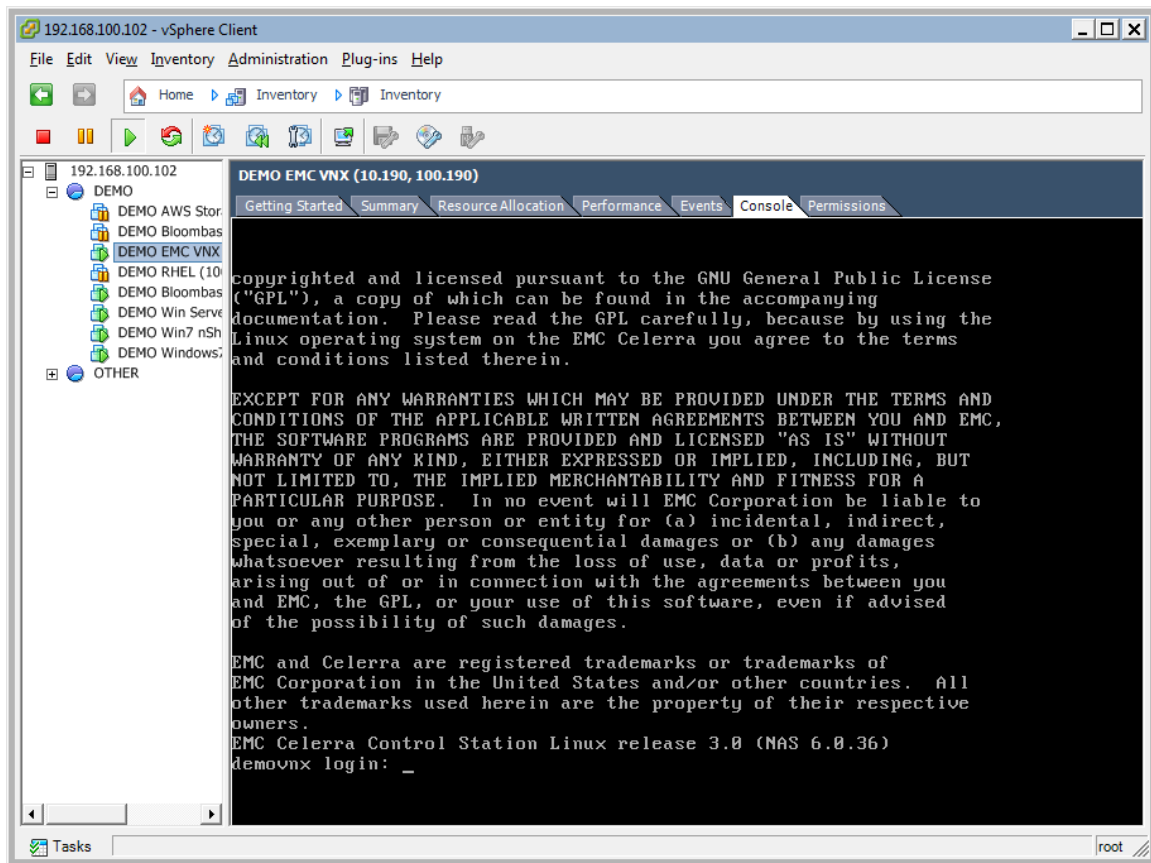 192.168.100.102 - vSphere Client
File Edit View Inventory Administration Plug-ins Help
Home Inventory Inventory
192.168.100.102
DEMO
DEMO AWS Stor
DEMO Bloombas
DEMO EMC VNX
DEMO RHEL (10
DEMO Bloombas
DEMO Win Serve
DEMO Win7 nSh
DEMO Windows7
OTHER
DEMO EMC VNX (10.190, 100.190)
Getting Started Summary Resource Allocation Performance Events Console Permissions
copyrighted and licensed pursuant to the GNU General Public License
("GPL"), a copy of which can be found in the accompanying
documentation. Please read the GPL carefully, because by using the
Linux operating system on the EMC Celerra you agree to the terms
and conditions listed therein.
EXCEPT FOR ANY WARRANTIES WHICH MAY BE PROVIDED UNDER THE TERMS AND
CONDITIONS OF THE APPLICABLE WRITTEN AGREEMENTS BETWEEN YOU AND EMC,
THE SOFTWARE PROGRAMS ARE PROVIDED AND LICENSED "AS IS" WITHOUT
WARRANTY OF ANY KIND, EITHER EXPRESSED OR IMPLIED, INCLUDING, BUT
NOT LIMITED TO, THE IMPLIED MERCHANTABILITY AND FITNESS FOR A
PARTICULAR PURPOSE. In no event will EMC Corporation be liable to
you or any other person or entity for (a) incidental, indirect,
special, exemplary or consequential damages or (b) any damages
whatsoever resulting from the loss of use, data or profits,
arising out of or in connection with the agreements between you
and EMC, the GPL, or your use of this software, even if advised
of the possibility of such damages.
EMC and Celerra are registered trademarks or trademarks of
EMC Corporation in the United States and/or other countries. All
other trademarks used herein are the property of their respective
owners.
EMC Celerra Control Station Linux release 3.0 (NAS 6.0.36)
demovnx login: _
Tasks
root